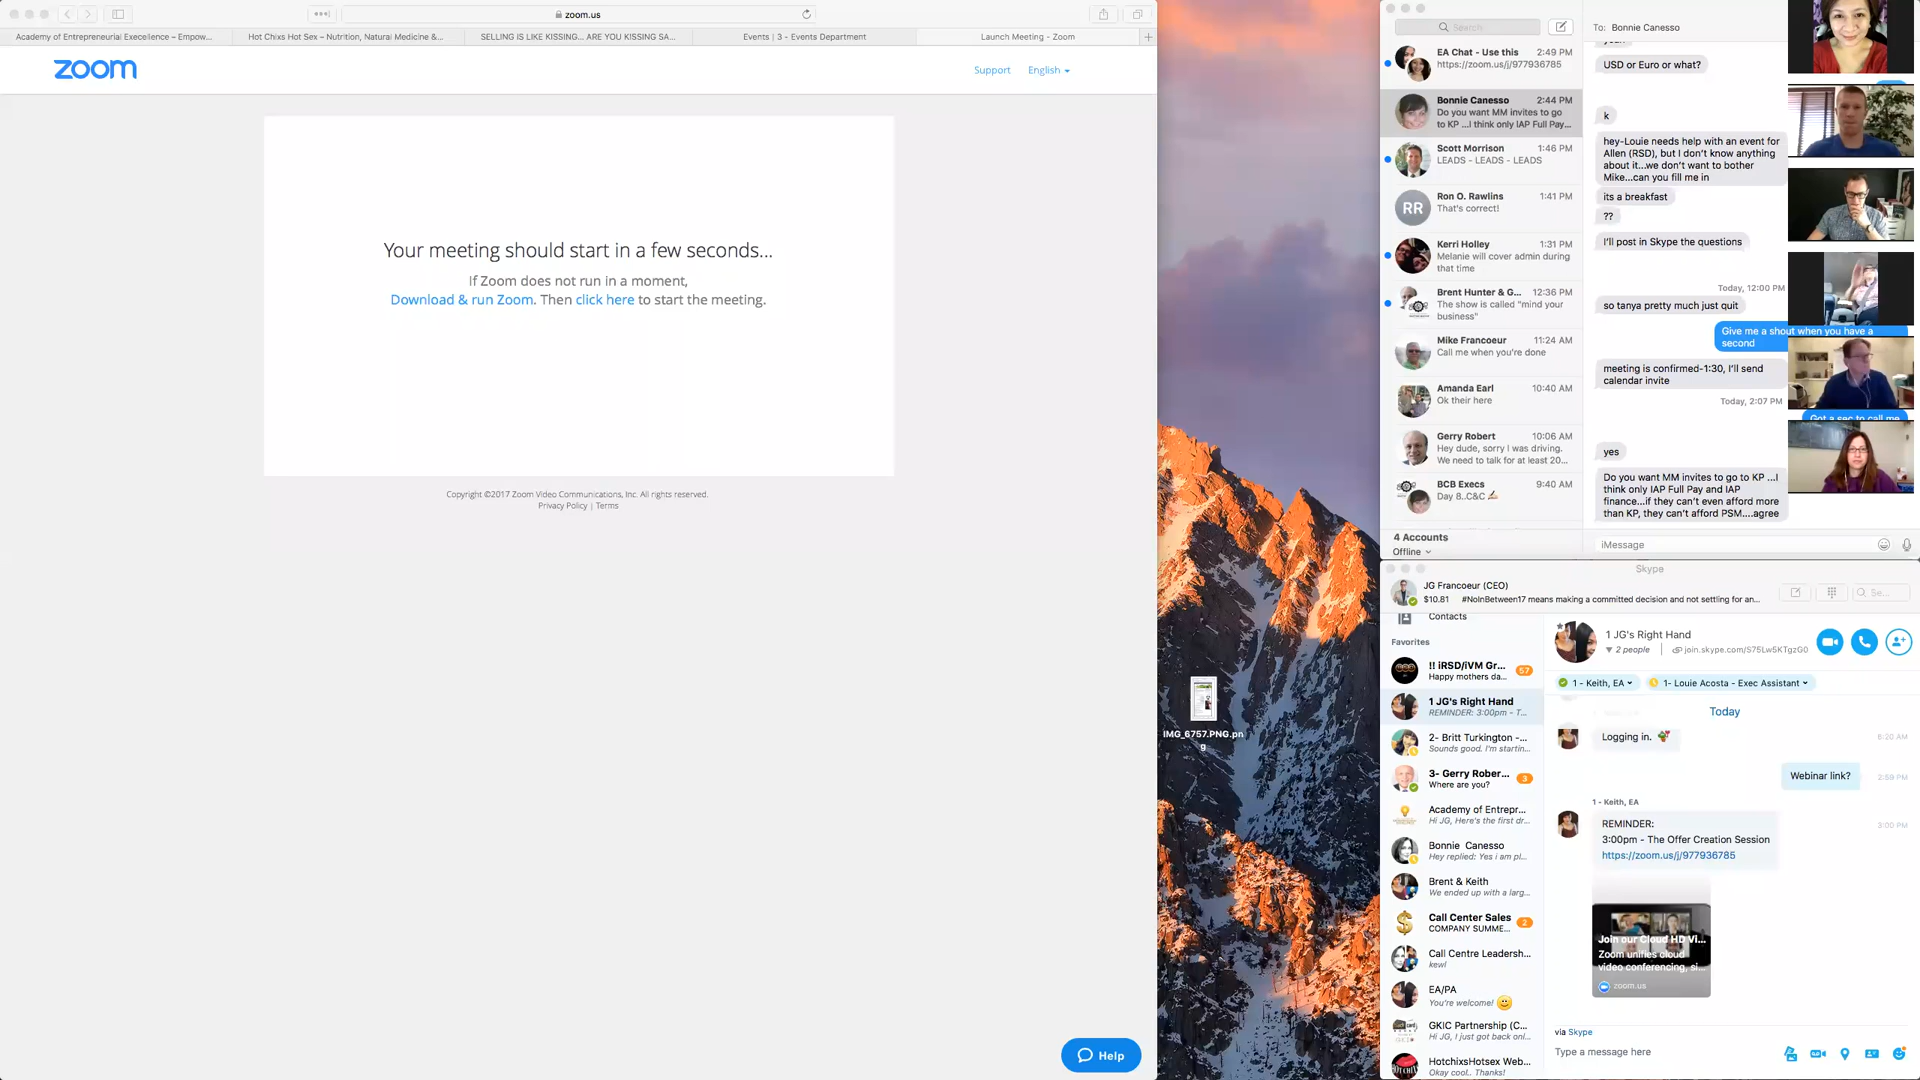 zoom.us
Academy of Entrepreneurial Execellence – Empow...
Hot Chixs Hot Sex – Nutrition, Natural Medicine &...
SELLING IS LIKE KISSING... ARE YOU KISSING SA...
Events | 3 - Events Department
Launch Meeting - Zoom
zoom
Support
English
Your meeting should start in a few seconds...
If Zoom does not run in a moment,
Download & run Zoom. Then click here to start the meeting.
Copyright ©2017 Zoom Video Communications, Inc. All rights reserved.
Privacy Policy | Terms
Help
IMG_6757.PNG.pn
g
Search
EA Chat - Use this 2:49 PM
https://zoom.us/j/977936785
Bonnie Canesso 2:44 PM
Do you want MM invites to go
to KP ...I think only IAP Full Pay...
Scott Morrison 1:46 PM
LEADS - LEADS - LEADS
RR
Ron O. Rawlins 1:41 PM
That's correct!
Kerri Holley 1:31 PM
Melanie will cover admin during
that time
Brent Hunter & G... 12:36 PM
The show is called "mind your
business"
Mike Francoeur 11:24 AM
Call me when you're done
Amanda Earl 10:40 AM
Ok their here
Gerry Robert 10:06 AM
Hey dude, sorry I was driving.
We need to talk for at least 20...
BCB Execs 9:40 AM
Day 8..C&C
4 Accounts
Offline
To: Bonnie Canesso
USD or Euro or what?
k
hey-Louie needs help with an event for
Allen (RSD), but I don't know anything
about it...we don't want to bother
Mike...can you fill me in
its a breakfast
??
I'll post in Skype the questions
Today, 12:00 PM
so tanya pretty much just quit
Give me a shout when you have a
second
meeting is confirmed-1:30, I'll send
calendar invite
Today, 2:07 PM
Got a sec to call me
yes
Do you want MM invites to go to KP ...I
think only IAP Full Pay and IAP
finance...if they can't even afford more
than KP, they can't afford PSM....agree
iMessage
Skype
JG Francoeur (CEO)
$10.81 #NoInBetween17 means making a committed decision and not settling for an...
Se...
Contacts
Favorites
!! iRSD/iVM Gr... 57
Happy mothers da...
1 JG's Right Hand
REMINDER: 3:00pm - T...
2- Britt Turkington -...
Sounds good. I'm startin...
3- Gerry Rober... 3
Where are you?
Academy of Entrepr...
Hi JG, Here's the first dr...
Bonnie Canesso
Hey replied: Yes i am pl...
Brent & Keith
We ended up with a larg...
Call Center Sales 2
COMPANY SUMME...
Call Centre Leadersh...
kewl
EA/PA
You're welcome!
GKIC Partnership (C...
Hi JG, I just got back onl...
HotchixsHotsex Web...
Okay cool.. Thanks!
1 JG's Right Hand
2 people | join.skype.com/S75Lw5KTgzG0
1 - Keith, EA
1- Louie Acosta - Exec Assistant
Today
Logging in. 6:20 AM
Webinar link? 2:59 PM
1 - Keith, EA
REMINDER:
3:00pm - The Offer Creation Session
https://zoom.us/j/977936785
3:00 PM
Join our Cloud HD Vi...
Zoom unifies cloud
video conferencing, si...
zoom.us
via Skype
Type a message here